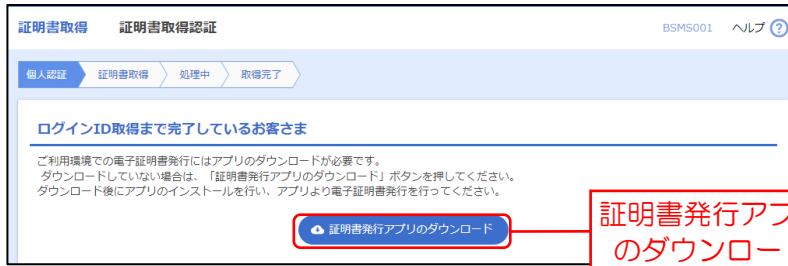 証明書取得 証明書取得認証 BSMS001 ヘルプ ?
個人認証 証明書取得 処理中 取得完了
ログインID取得まで完了しているお客さま
ご利用環境での電子証明書発行にはアプリのダウンロードが必要です。
ダウンロードしていない場合は、「証明書発行アプリのダウンロード」ボタンを押してください。
ダウンロード後にアプリのインストールを行い、アプリより電子証明書発行を行ってください。
証明書発行アプリのダウンロード
証明書発行アプ
のダウンロー